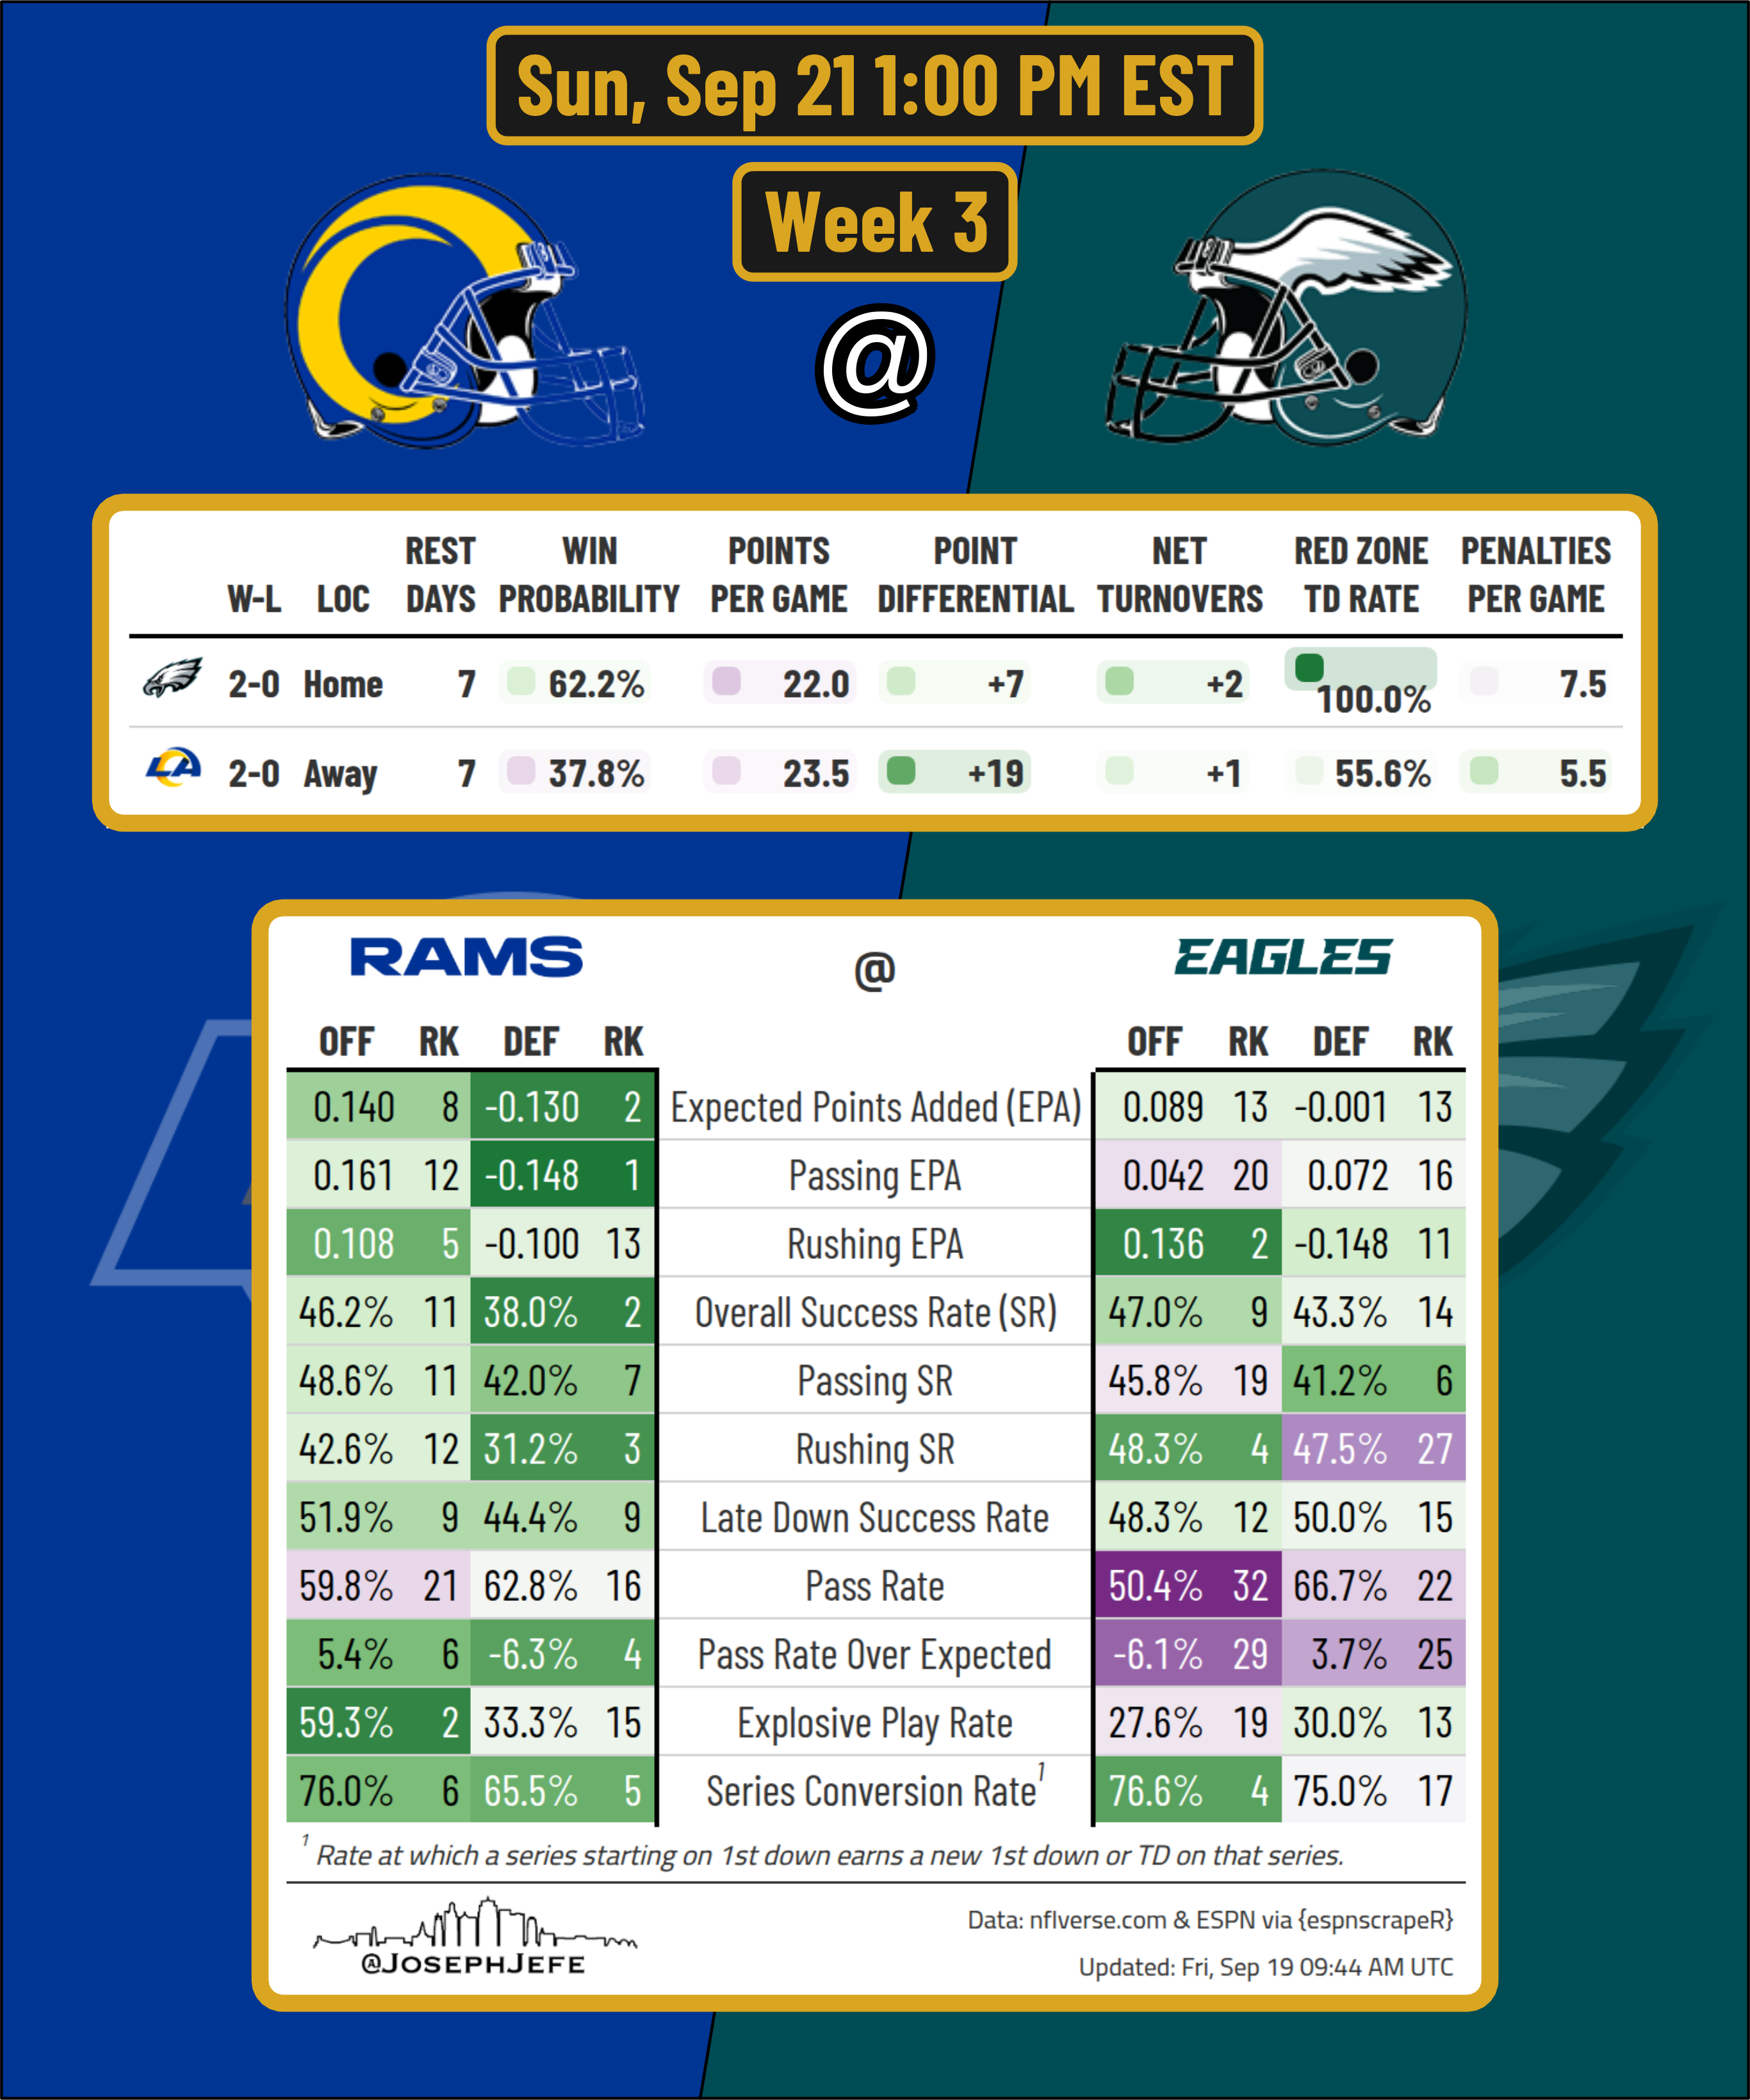 Sun, Sep 21 1:00 PM EST
Week 3
@
W-L LOC REST DAYS WIN PROBABILITY POINTS PER GAME POINT DIFFERENTIAL NET TURNOVERS RED ZONE TD RATE PENALTIES PER GAME
2-0 Home 7 62.2% 22.0 +7 +2 100.0% 7.5
LA 2-0 Away 7 37.8% 23.5 +19 +1 55.6% 5.5
RAMS @ EAGLES
OFF RK DEF RK OFF RK DEF RK
0.140 8 -0.130 2 Expected Points Added (EPA) 0.089 13 -0.001 13
0.161 12 -0.148 1 Passing EPA 0.042 20 0.072 16
0.108 5 -0.100 13 Rushing EPA 0.136 2 -0.148 11
46.2% 11 38.0% 2 Overall Success Rate (SR) 47.0% 9 43.3% 14
48.6% 11 42.0% 7 Passing SR 45.8% 19 41.2% 6
42.6% 12 31.2% 3 Rushing SR 48.3% 4 47.5% 27
51.9% 9 44.4% 9 Late Down Success Rate 48.3% 12 50.0% 15
59.8% 21 62.8% 16 Pass Rate 50.4% 32 66.7% 22
5.4% 6 -6.3% 4 Pass Rate Over Expected -6.1% 29 3.7% 25
59.3% 2 33.3% 15 Explosive Play Rate 27.6% 19 30.0% 13
76.0% 6 65.5% 5 Series Conversion Rate¹ 76.6% 4 75.0% 17
¹ Rate at which a series starting on 1st down earns a new 1st down or TD on that series.
@JOSEPHJEFE
Data: nflverse.com & ESPN via {espnscrapeR}
Updated: Fri, Sep 19 09:44 AM UTC